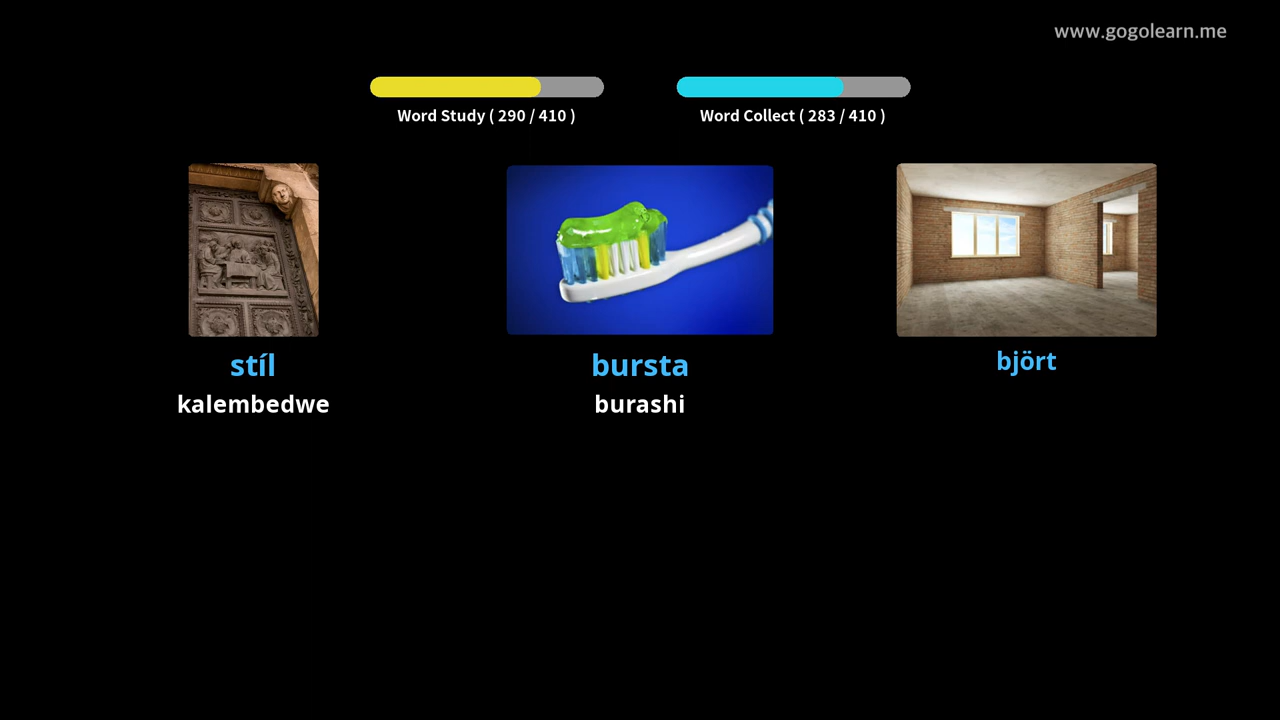 www.gogolearn.me
Word Study ( 290 / 410 )
Word Collect ( 283 / 410 )
stíl
kalembedwe
bursta
burashi
björt